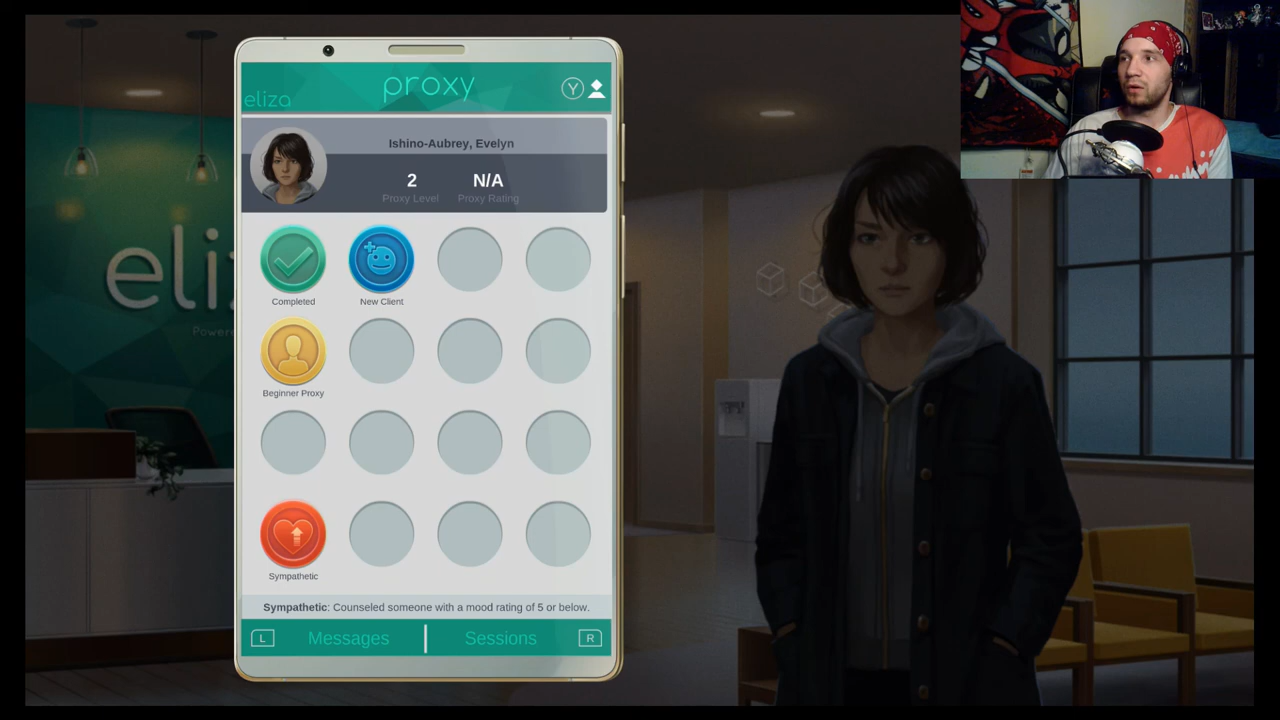 proxy
eliza
Y
Ishino-Aubrey, Evelyn
2 N/A
Proxy Level Proxy Rating
Completed New Client
Beginner Proxy
Sympathetic
Sympathetic: Counseled someone with a mood rating of 5 or below.
L Messages Sessions R
eli
Powere